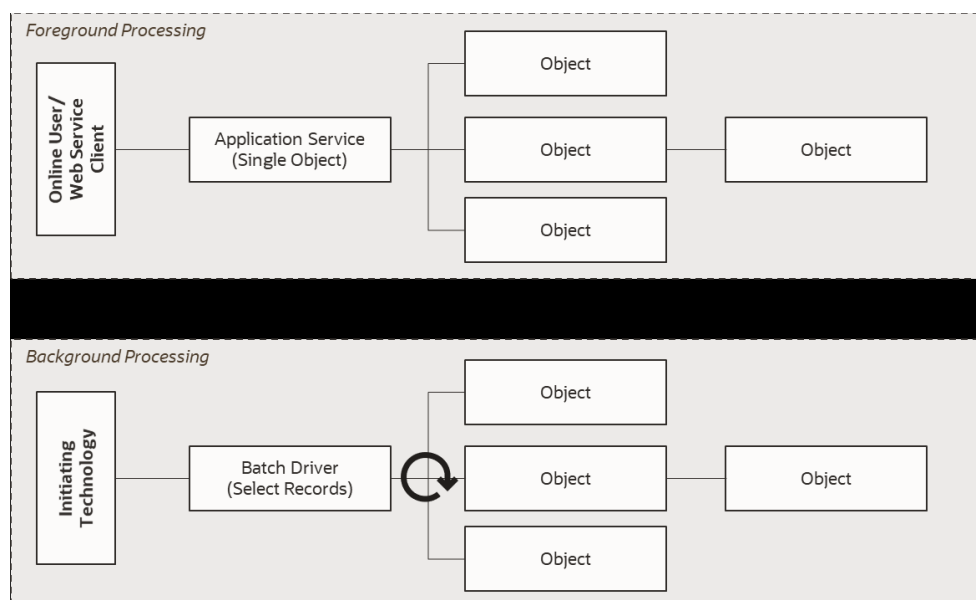 Foreground Processing
Online User/
Web Service
Client
Application Service
(Single Object)
Object
Object
Object
Object
Background Processing
Initiating
Technology
Batch Driver
(Select Records)
Object
Object
Object
Object